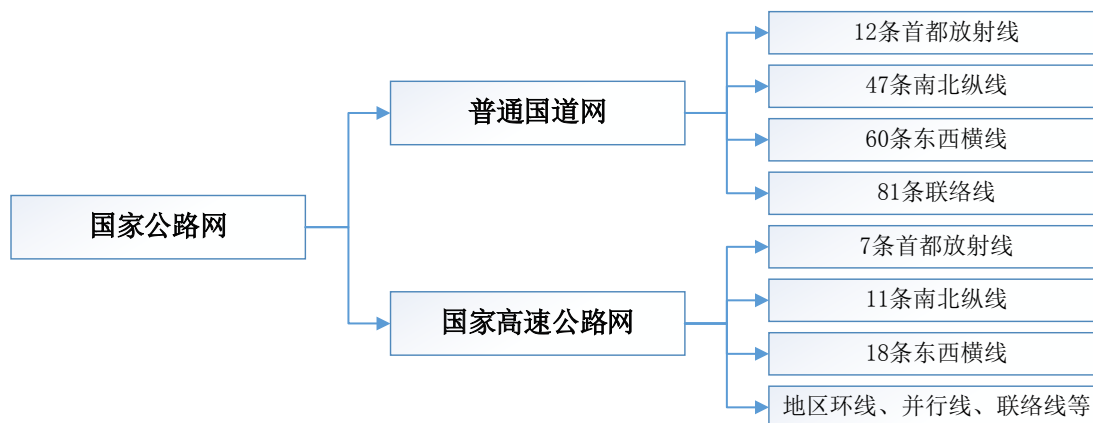 国家公路网
普通国道网
12条首都放射线
47条南北纵线
60条东西横线
81条联络线
国家高速公路网
7条首都放射线
11条南北纵线
18条东西横线
地区环线、并行线、联络线等